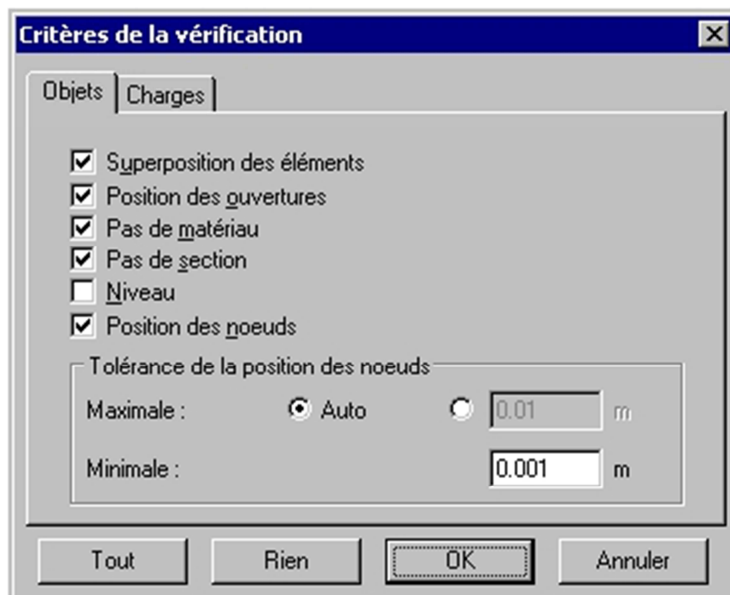 Critères de la vérification
Objets Charges
Superposition des éléments
Position des ouvertures
Pas de matériau
Pas de section
Niveau
Position des noeuds
Tolérance de la position des noeuds
Maximale : Auto 0.01 m
Minimale : 0.001 m
Tout Rien OK Annuler